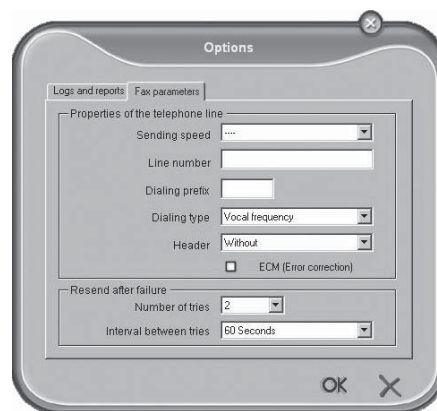 Options
Logs and reports Fax parameters
Properties of the telephone line
Sending speed ----
Line number
Dialing prefix
Dialing type Vocal frequency
Header Without
ECM (Error correction)
Resend after failure
Number of tries 2
Interval between tries 60 Seconds
OK